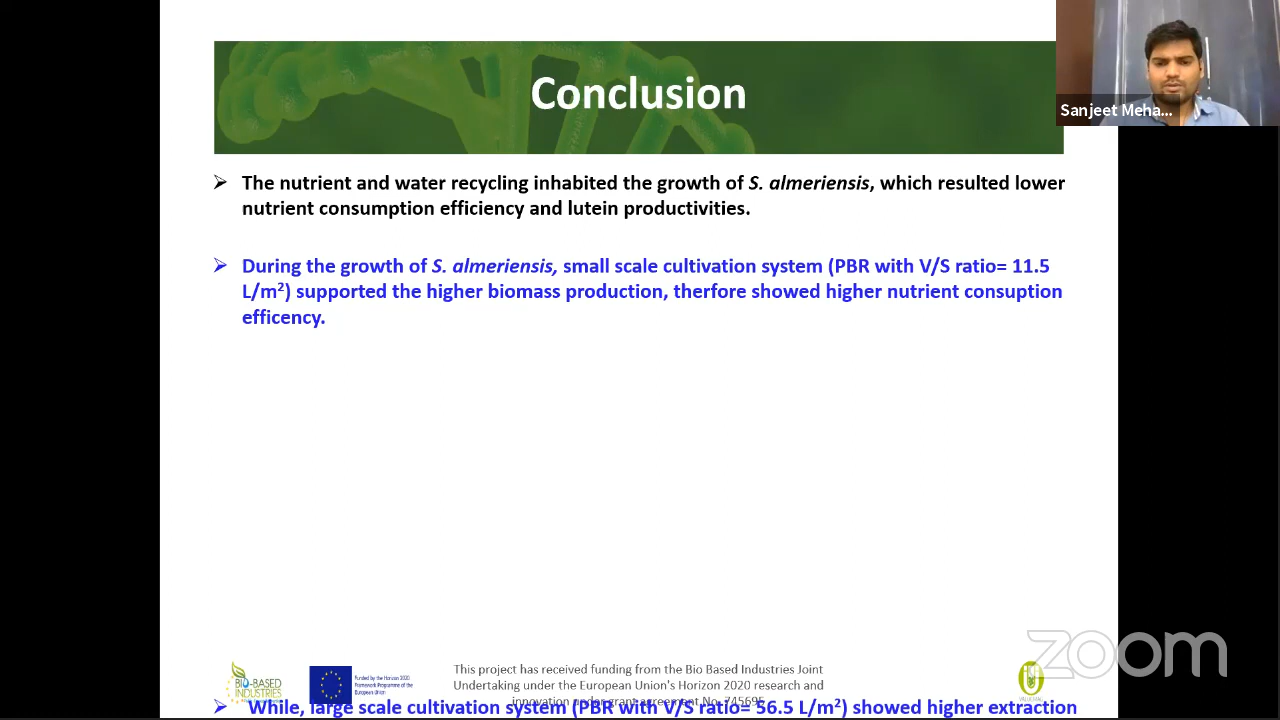 Conclusion
Sanjeet Meha...
➢ The nutrient and water recycling inhabited the growth of S. almeriensis, which resulted lower
nutrient consumption efficiency and lutein productivities.
➢ During the growth of S. almeriensis, small scale cultivation system (PBR with V/S ratio= 11.5
L/m²) supported the higher biomass production, therfore showed higher nutrient consuption
efficency.
BIO-BASED
INDUSTRIES
Funded by the Horizon 2020
Framework Programme of the
European Union
This project has received funding from the Bio Based Industries Joint
Undertaking under the European Union's Horizon 2020 research and
innovation under grant agreement No. 745695
zoom
➢ While, large scale cultivation system (PBR with V/S ratio= 56.5 L/m²) showed higher extraction